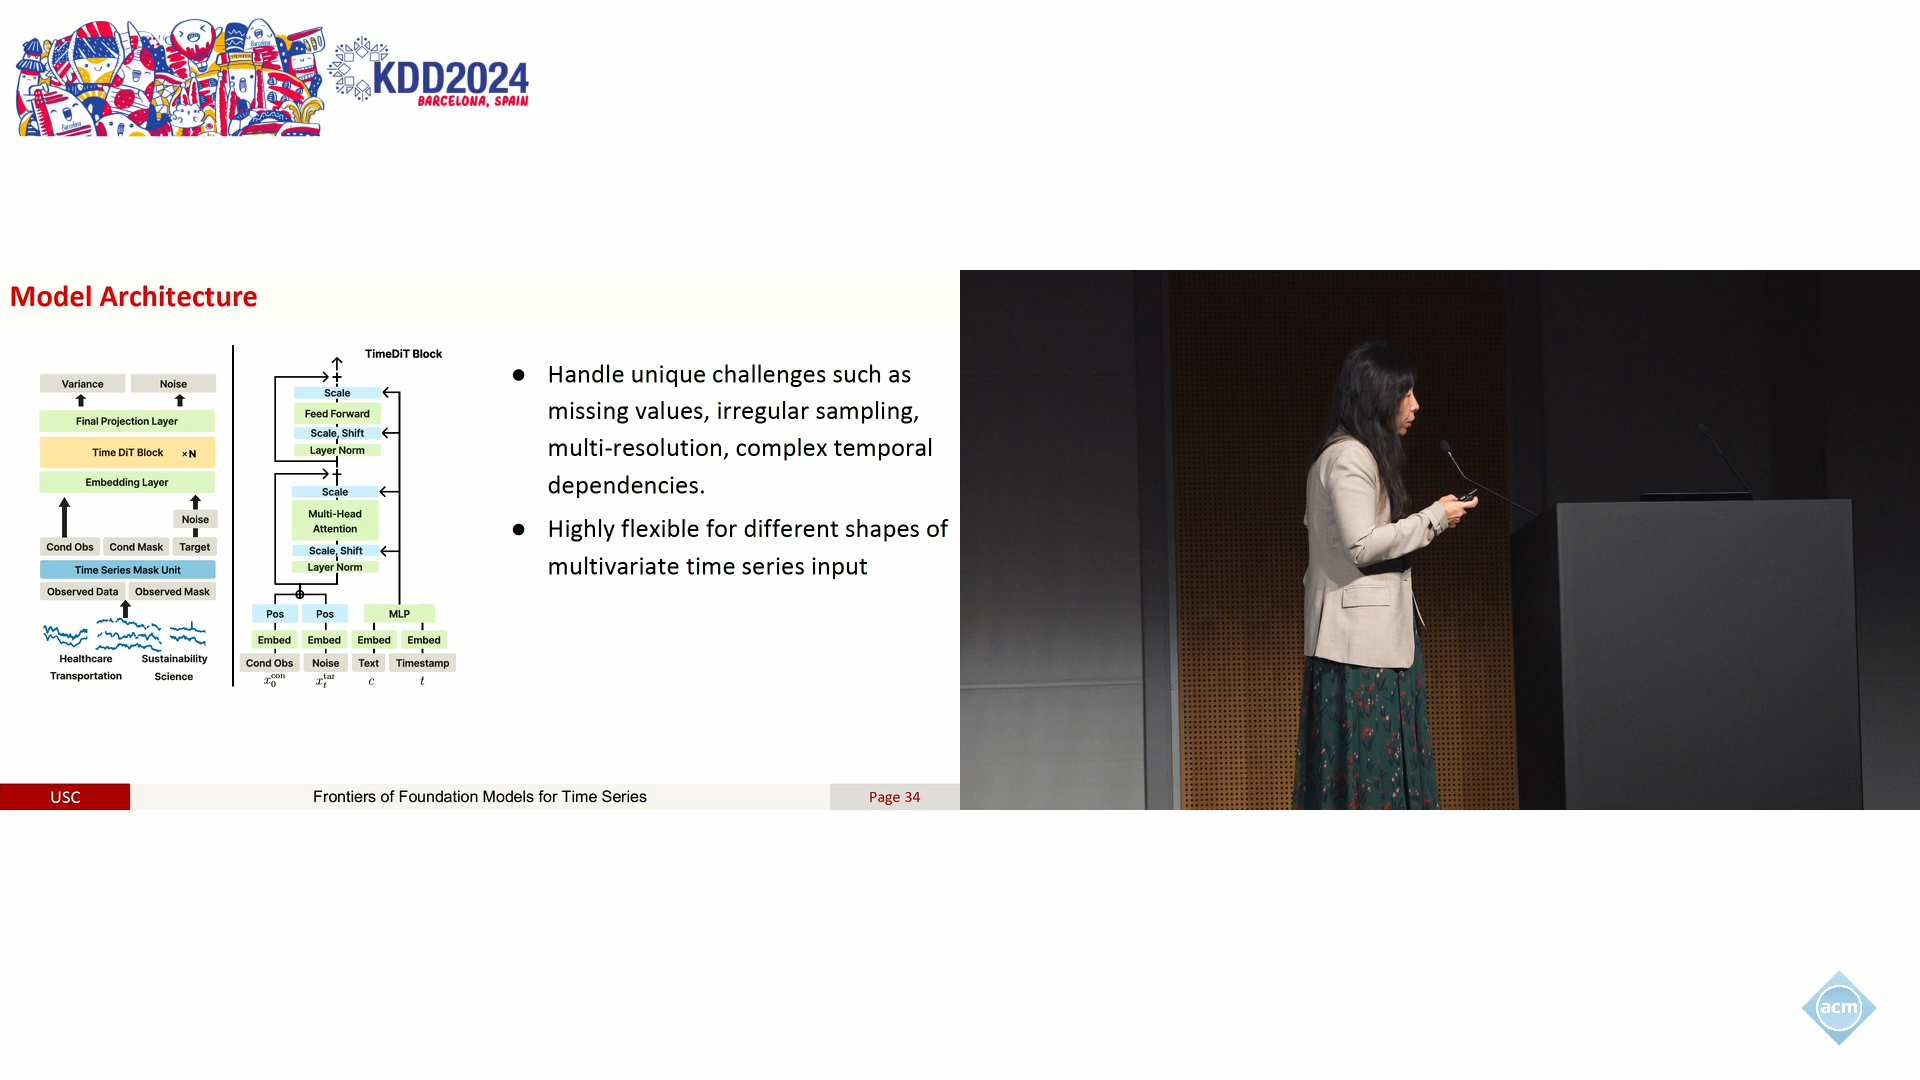 KDD2024
BARCELONA, SPAIN
Model Architecture
Variance Noise
Final Projection Layer
Time DiT Block ×N
Embedding Layer
Noise
Cond Obs Cond Mask Target
Time Series Mask Unit
Observed Data Observed Mask
Healthcare Sustainability
Transportation Science
TimeDiT Block
+
Scale
Feed Forward
Scale, Shift
Layer Norm
+
Scale
Multi-Head
Attention
Scale, Shift
Layer Norm
Pos Pos MLP
Embed Embed Embed Embed
Cond Obs Noise Text Timestamp
x_0^con x_t^tar c t
● Handle unique challenges such as
missing values, irregular sampling,
multi-resolution, complex temporal
dependencies.
● Highly flexible for different shapes of
multivariate time series input
USC Frontiers of Foundation Models for Time Series Page 34
acm